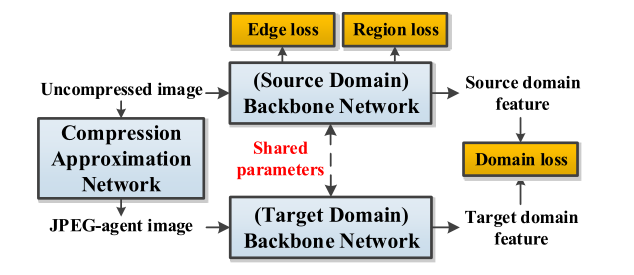 Edge loss
Region loss
Uncompressed image
(Source Domain)
Backbone Network
Source domain
feature
Compression
Approximation
Network
Shared
parameters
Domain loss
JPEG-agent image
(Target Domain)
Backbone Network
Target domain
feature